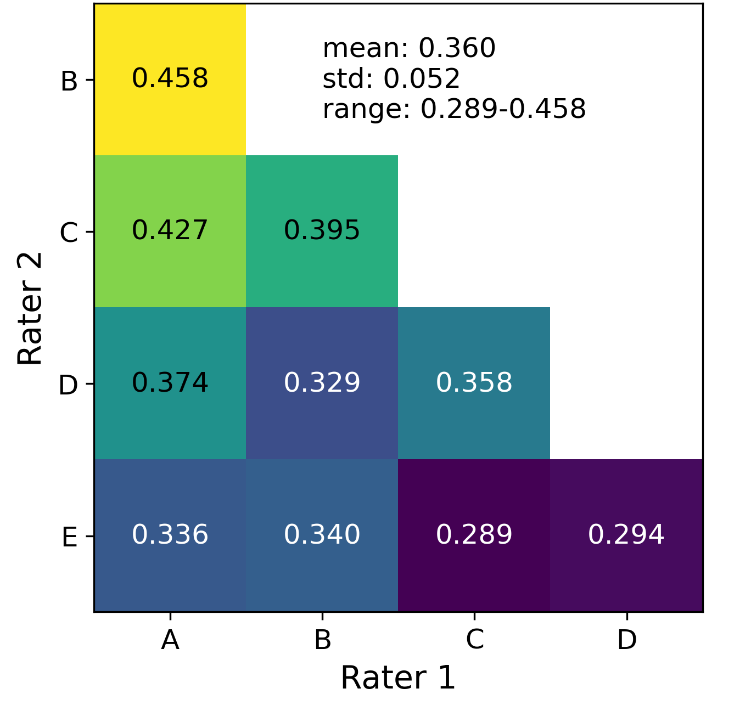 mean: 0.360
std: 0.052
range: 0.289-0.458
B
0.458
C
0.427 0.395
D
0.374 0.329 0.358
E
0.336 0.340 0.289 0.294
A B C D
Rater 1
Rater 2